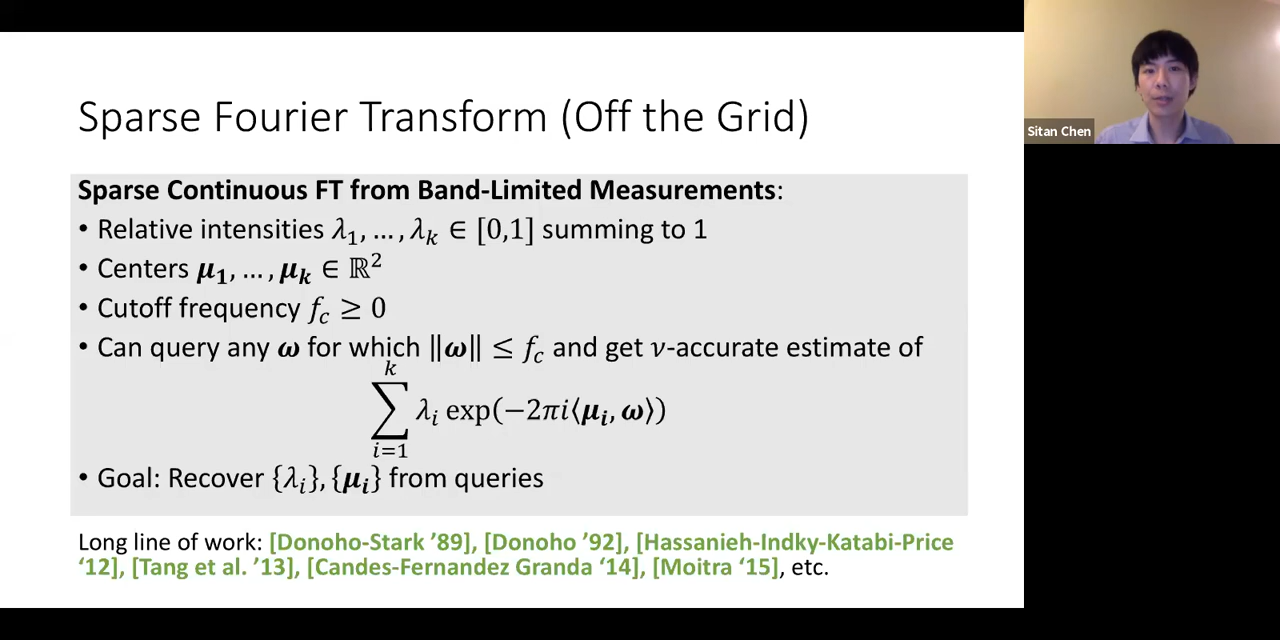 Sparse Fourier Transform (Off the Grid)
Sparse Continuous FT from Band-Limited Measurements:
• Relative intensities λ₁, … , λₖ ∈ [0,1] summing to 1
• Centers μ₁, … , μₖ ∈ ℝ²
• Cutoff frequency f_c ≥ 0
• Can query any ω for which ‖ω‖ ≤ f_c and get ν-accurate estimate of
∑_{i=1}^{k} λᵢ exp(−2πi⟨μᵢ, ω⟩)
• Goal: Recover {λᵢ}, {μᵢ} from queries
Long line of work: [Donoho-Stark ’89], [Donoho ’92], [Hassanieh-Indky-Katabi-Price
‘12], [Tang et al. ’13], [Candes-Fernandez Granda ‘14], [Moitra ‘15], etc.
Sitan Chen